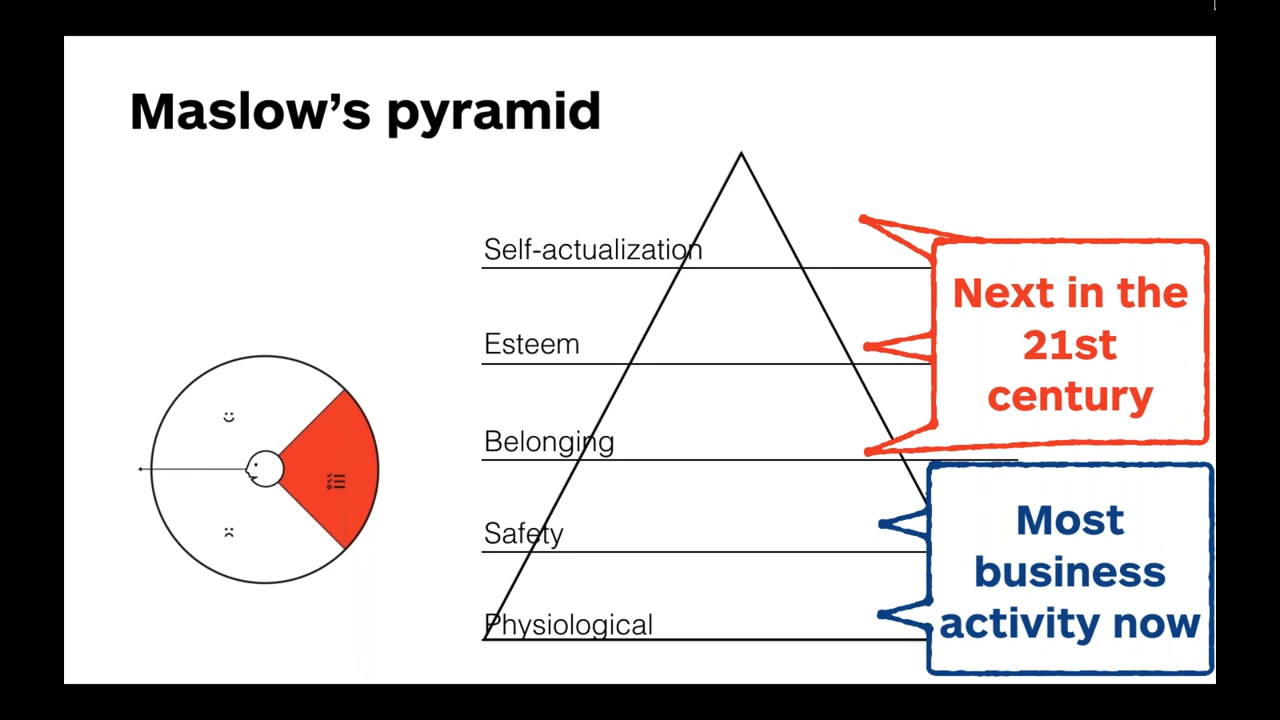 Maslow’s pyramid
Self-actualization
Esteem
Belonging
Safety
Physiological
Next in the
21st
century
Most
business
activity now